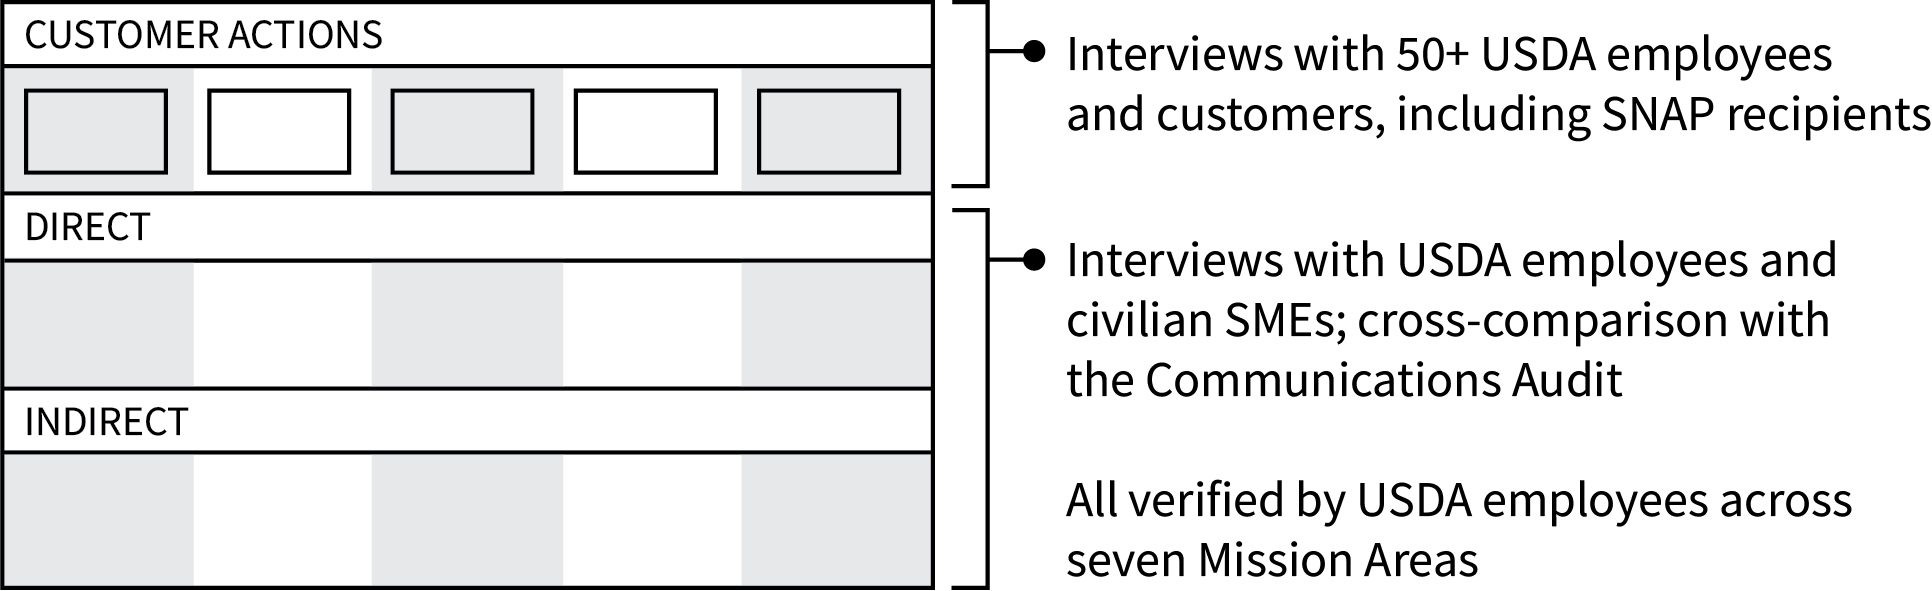 CUSTOMER ACTIONS
Interviews with 50+ USDA employees
and customers, including SNAP recipients
DIRECT
Interviews with USDA employees and
civilian SMEs; cross-comparison with
the Communications Audit
INDIRECT
All verified by USDA employees across
seven Mission Areas